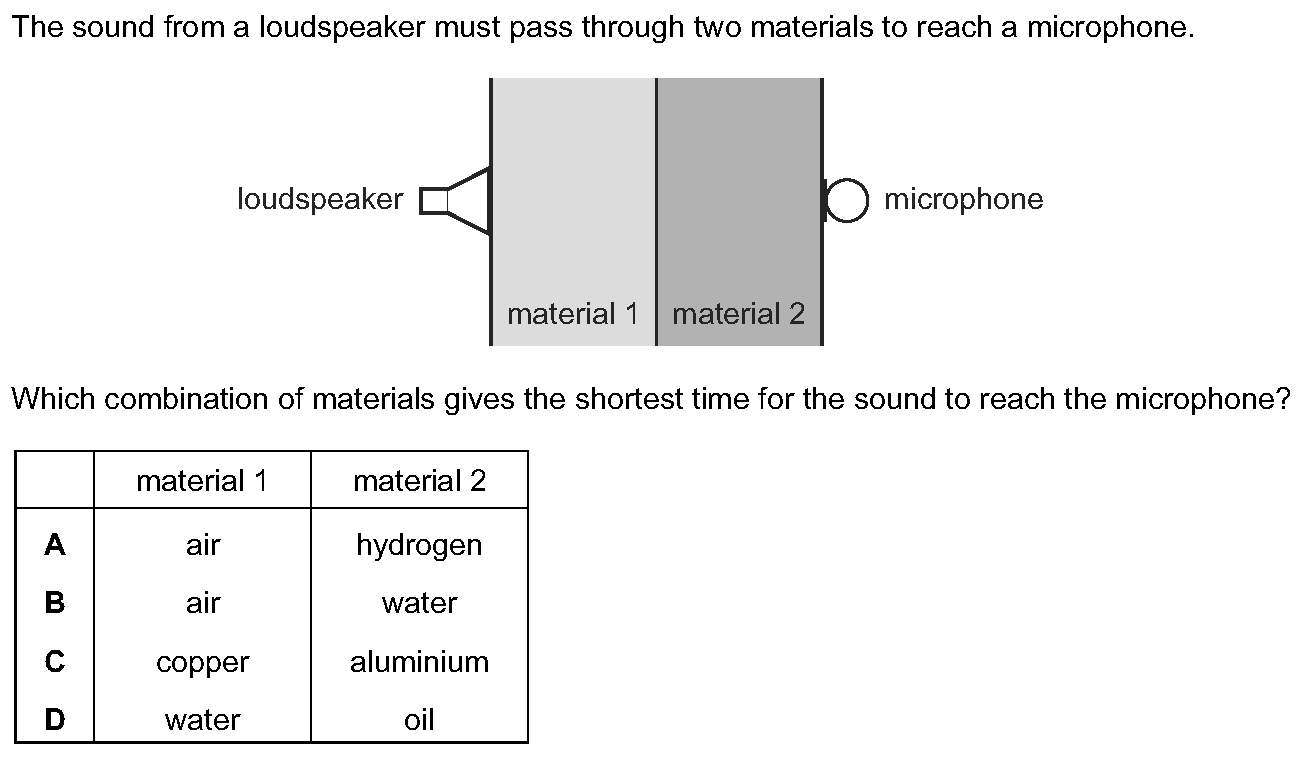 The sound from a loudspeaker must pass through two materials to reach a microphone.
loudspeaker
microphone
material 1
material 2
Which combination of materials gives the shortest time for the sound to reach the microphone?
material 1 material 2
A air hydrogen
B air water
C copper aluminium
D water oil